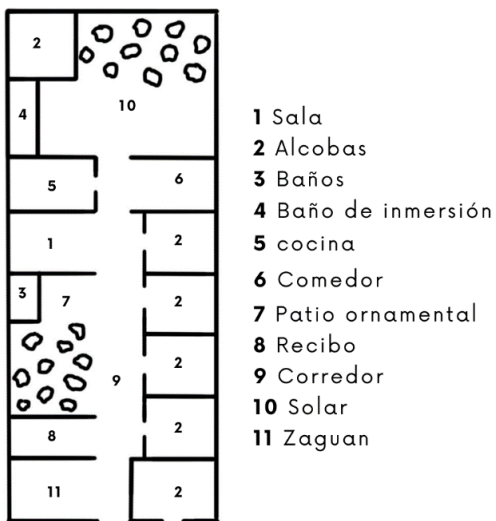 2
4
10
5
6
1
2
3
7
2
2
9
8
2
11
2
1 Sala
2 Alcobas
3 Baños
4 Baño de inmersión
5 cocina
6 Comedor
7 Patio ornamental
8 Recibo
9 Corredor
10 Solar
11 Zaguan